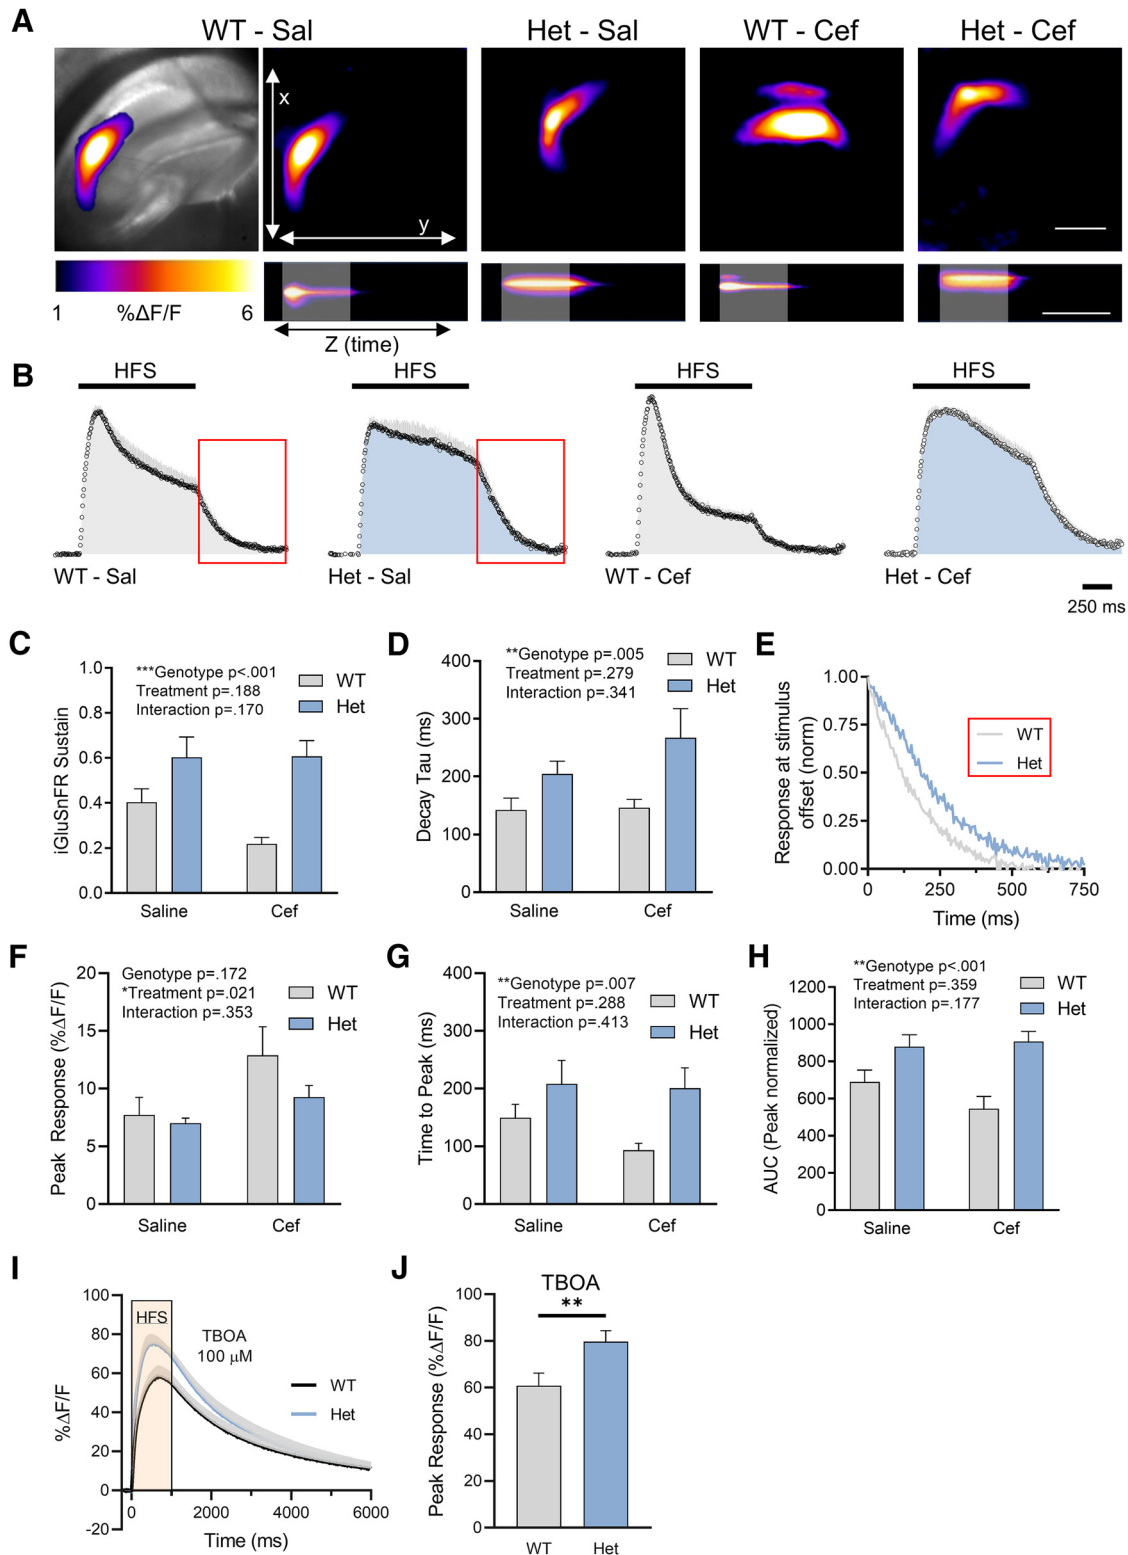 A
WT - Sal
Het - Sal
WT - Cef
Het - Cef
x
y
1
%ΔF/F
6
Z (time)
B
HFS
HFS
HFS
HFS
WT - Sal
Het - Sal
WT - Cef
Het - Cef
250 ms
C
***Genotype p<.001
Treatment p=.188
Interaction p=.170
WT
Het
iGluSnFR Sustain
1.0
0.8
0.6
0.4
0.2
0.0
Saline
Cef
D
**Genotype p=.005
Treatment p=.279
Interaction p=.341
WT
Het
Decay Tau (ms)
400
300
200
100
0
Saline
Cef
E
Response at stimulus
offset (norm)
1.00
0.75
0.50
0.25
0.00
WT
Het
0
250
500
750
Time (ms)
F
Genotype p=.172
*Treatment p=.021
Interaction p=.353
WT
Het
Peak Response (%ΔF/F)
20
15
10
5
0
Saline
Cef
G
**Genotype p=.007
Treatment p=.288
Interaction p=.413
WT
Het
Time to Peak (ms)
400
300
200
100
0
Saline
Cef
H
**Genotype p<.001
Treatment p=.359
Interaction p=.177
WT
Het
AUC (Peak normalized)
1200
1000
800
600
400
200
0
Saline
Cef
I
HFS
TBOA
100 μM
WT
Het
%ΔF/F
100
80
60
40
20
0
-20
0
2000
4000
6000
Time (ms)
J
TBOA
**
Peak Response (%ΔF/F)
100
80
60
40
20
0
WT
Het